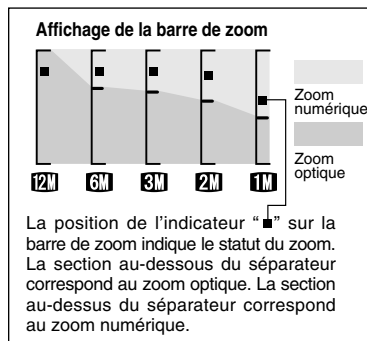 Affichage de la barre de zoom
Zoom
numérique
Zoom
optique
12M 6M 3M 2M 1M
La position de l'indicateur “■” sur la
barre de zoom indique le statut du zoom.
La section au-dessous du séparateur
correspond au zoom optique. La section
au-dessus du séparateur correspond
au zoom numérique.